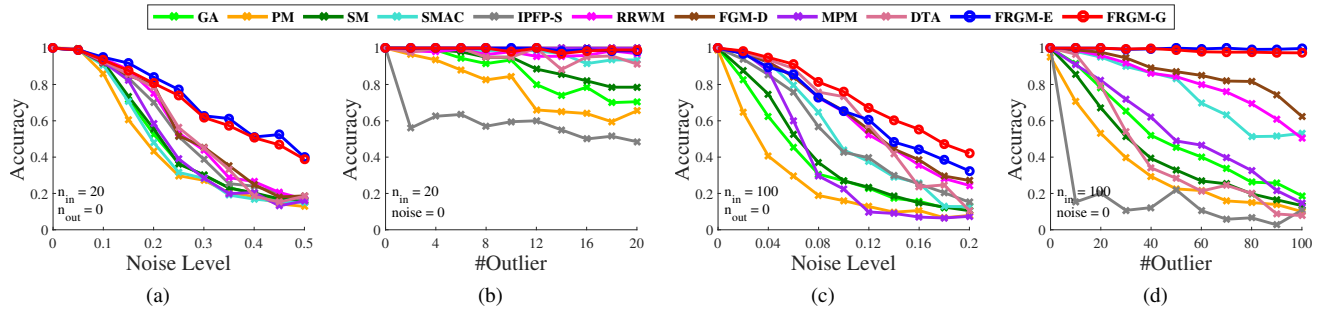 GA PM SM SMAC IPFP-S RRWM FGM-D MPM DTA FRGM-E FRGM-G
1
0.8
0.6
0.4
0.2
0
Accuracy
n_in = 20
n_out = 0
0 0.1 0.2 0.3 0.4 0.5
Noise Level
(a)
1
0.8
0.6
0.4
0.2
0
Accuracy
n_in = 20
noise = 0
0 4 8 12 16 20
#Outlier
(b)
1
0.8
0.6
0.4
0.2
0
Accuracy
n_in = 100
n_out = 0
0 0.04 0.08 0.12 0.16 0.2
Noise Level
(c)
1
0.8
0.6
0.4
0.2
0
Accuracy
n_in = 100
noise = 0
0 20 40 60 80 100
#Outlier
(d)